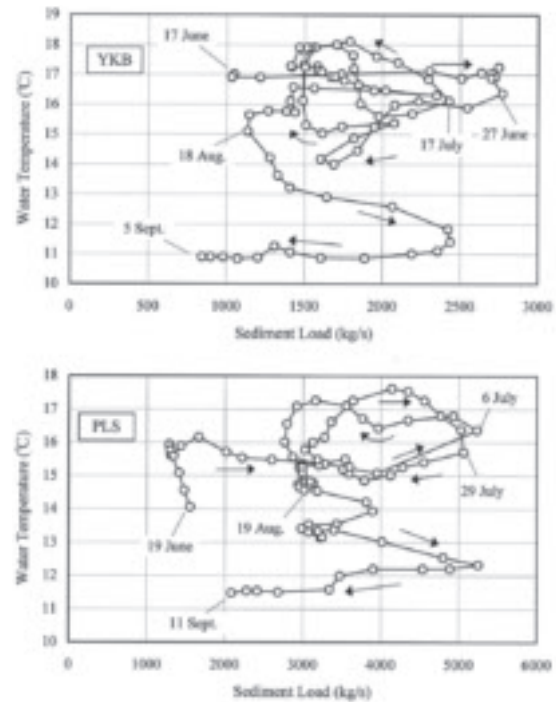 19
18
17
16
15
14
13
12
11
10
Water Temperature (℃)
YKB
17 June
27 June
17 July
18 Aug.
5 Sept.
0 500 1000 1500 2000 2500 3000
Sediment Load (kg/s)
18
17
16
15
14
13
12
11
10
Water Temperature (℃)
PLS
6 July
29 July
19 June
19 Aug.
11 Sept.
0 1000 2000 3000 4000 5000 6000
Sediment Load (kg/s)